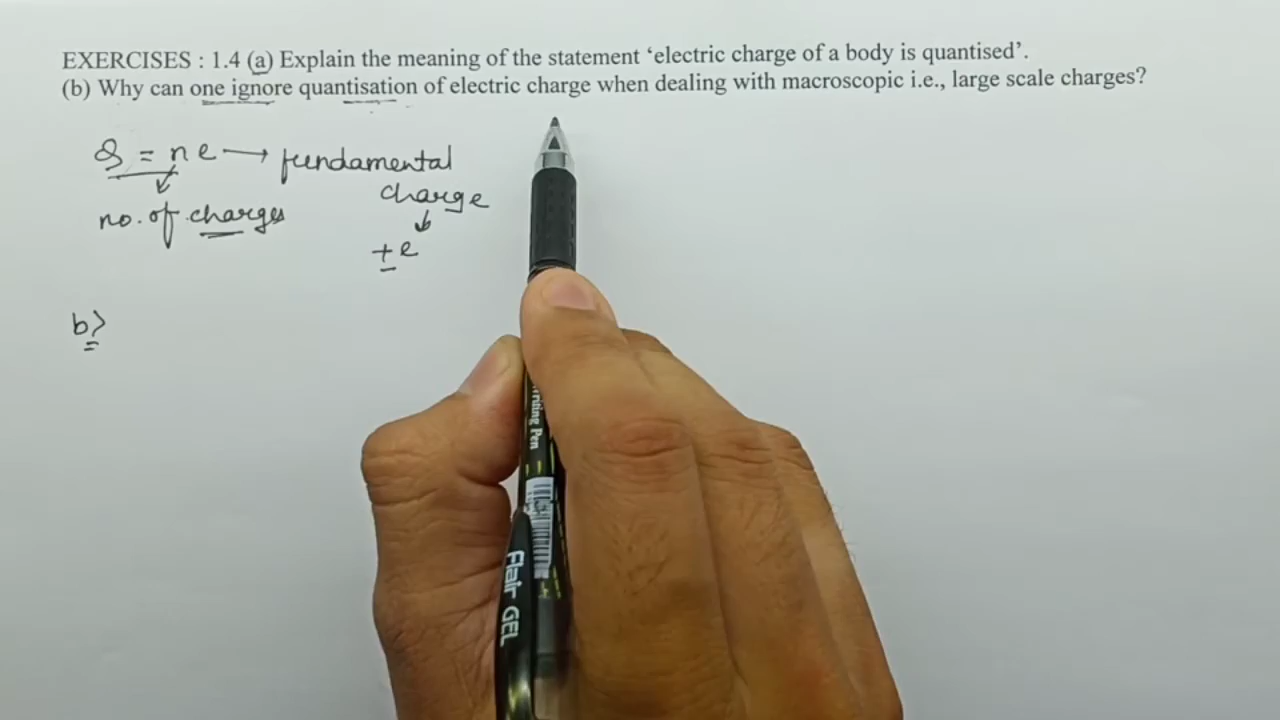 EXERCISES : 1.4 (a) Explain the meaning of the statement ‘electric charge of a body is quantised’.
(b) Why can one ignore quantisation of electric charge when dealing with macroscopic i.e., large scale charges?
Q = ne → fundamental
charge
no. of charges
+e
b>
Writing Pen
Flair GEL